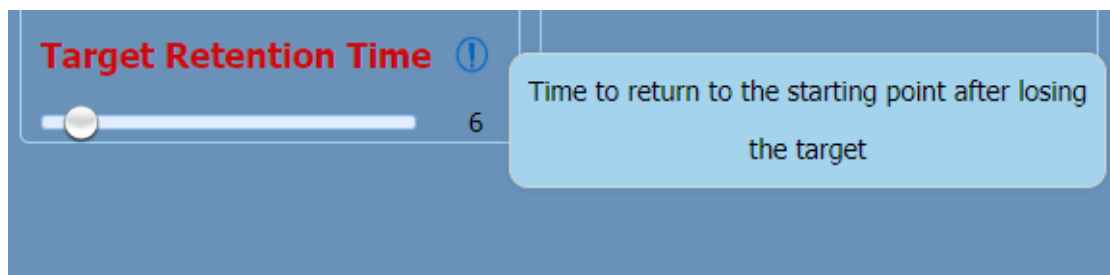 Target Retention Time
6
Time to return to the starting point after losing
the target